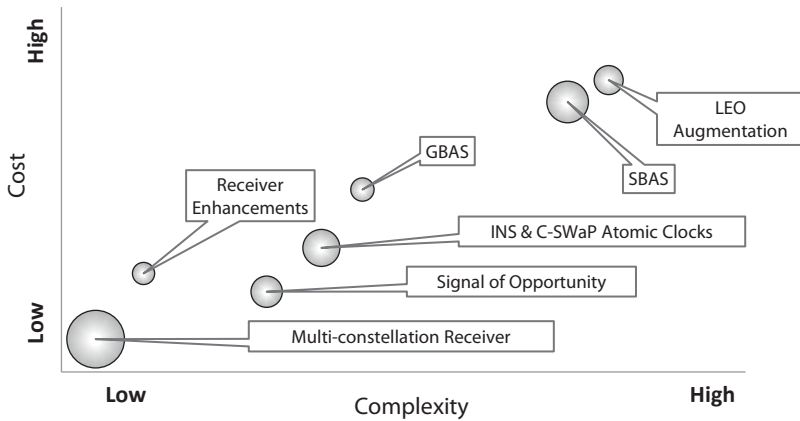 High
LEO
Augmentation
GBAS
SBAS
Cost
Receiver
Enhancements
INS & C-SWaP Atomic Clocks
Signal of Opportunity
Low
Multi-constellation Receiver
Low
High
Complexity